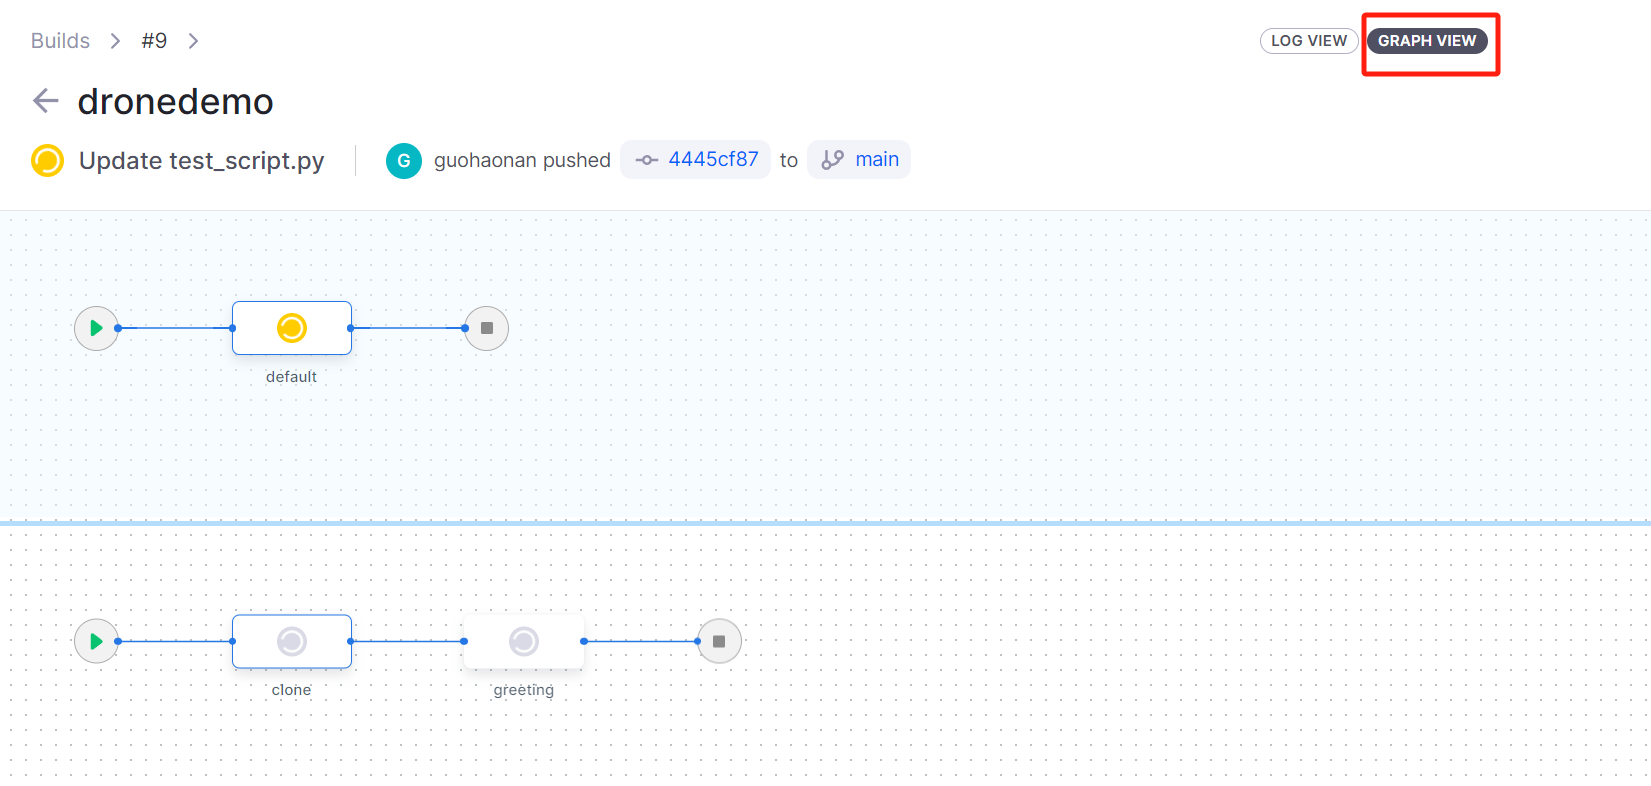 Builds #9
LOG VIEW GRAPH VIEW
dronedemo
Update test_script.py G guohaonan pushed 4445cf87 to main
default
clone greeting